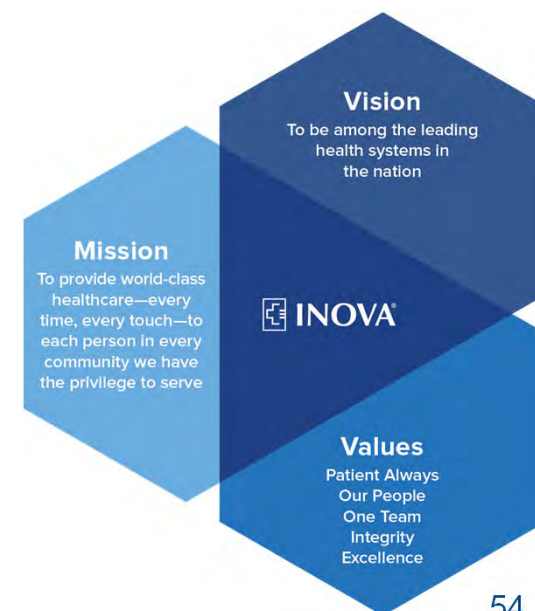 Vision
To be among the leading
health systems in
the nation
Mission
To provide world-class
healthcare—every
time, every touch—to
each person in every
community we have
the privilege to serve
INOVA®
Values
Patient Always
Our People
One Team
Integrity
Excellence
54